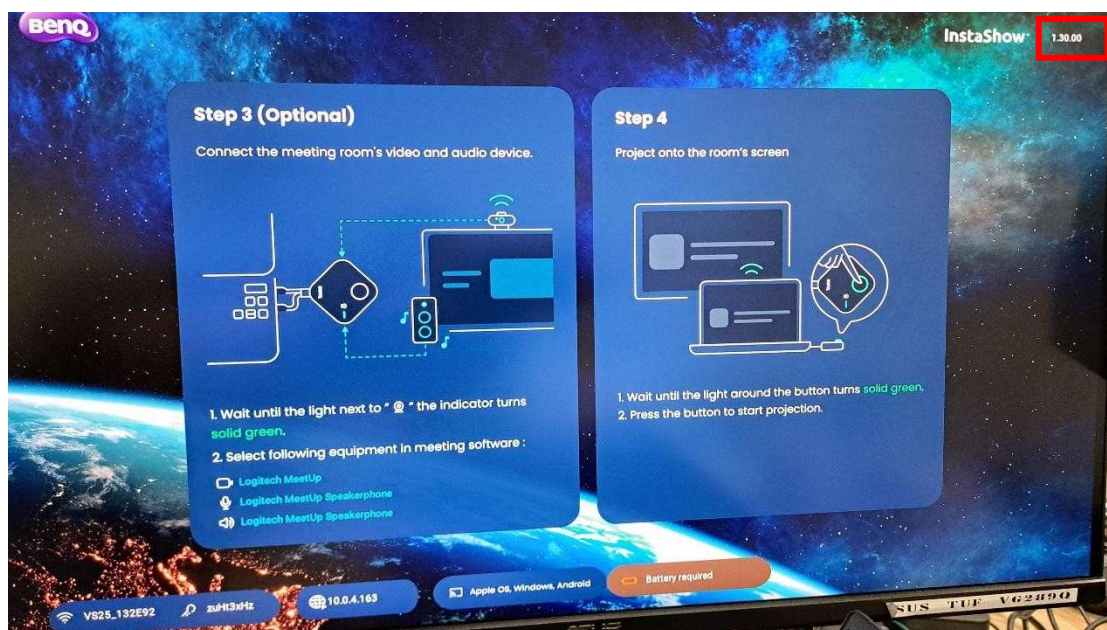 BenQ
InstaShow™ 1.30.00
Step 3 (Optional)
Connect the meeting room's video and audio device.
1. Wait until the light next to " " the indicator turns
solid green.
2. Select following equipment in meeting software :
Logitech MeetUp
Logitech MeetUp Speakerphone
Logitech MeetUp Speakerphone
Step 4
Project onto the room's screen
1. Wait until the light around the button turns solid green.
2. Press the button to start projection.
VS25_132E92
zuHt3xHz
10.0.4.163
Apple OS, Windows, Android
Battery required
SUS TUF VG289Q